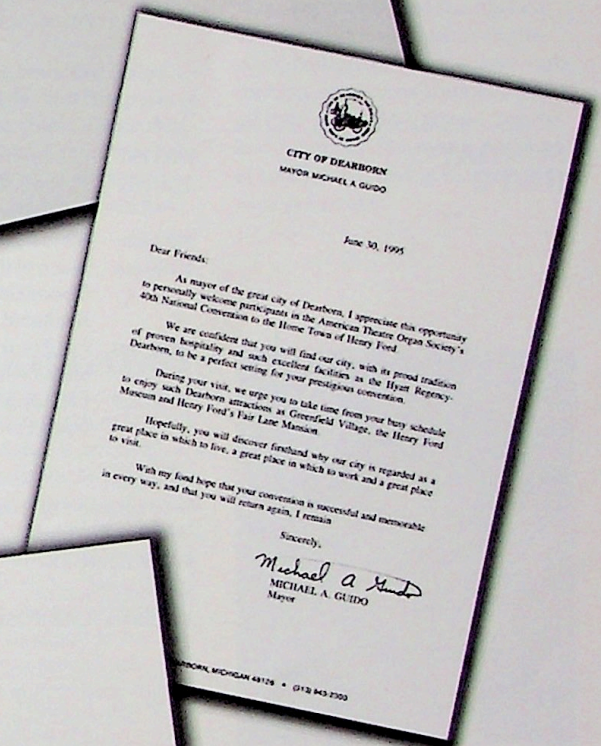 CITY OF DEARBORN
MAYOR MICHAEL A. GUIDO
June 30, 1995
Dear Friends:
As mayor of the great city of Dearborn, I appreciate this opportunity
to personally welcome participants in the American Theatre Organ Society's
40th National Convention to the Home Town of Henry Ford.
We are confident that you will find our city, with its proud tradition
of proven hospitality and such excellent facilities as the Hyatt Regency-
Dearborn, to be a perfect setting for your prestigious convention.
During your visit, we urge you to take time from your busy schedule
to enjoy such Dearborn attractions as Greenfield Village, the Henry Ford
Museum and Henry Ford's Fair Lane Mansion.
Hopefully, you will discover firsthand why our city is regarded as a
great place in which to live, a great place in which to work and a great place
to visit.
With my fond hope that your convention is successful and memorable
in every way, and that you will return again, I remain
Sincerely,
Michael A Guido
MICHAEL A. GUIDO
Mayor
ARBORN, MICHIGAN 48126 • (313) 943-2300